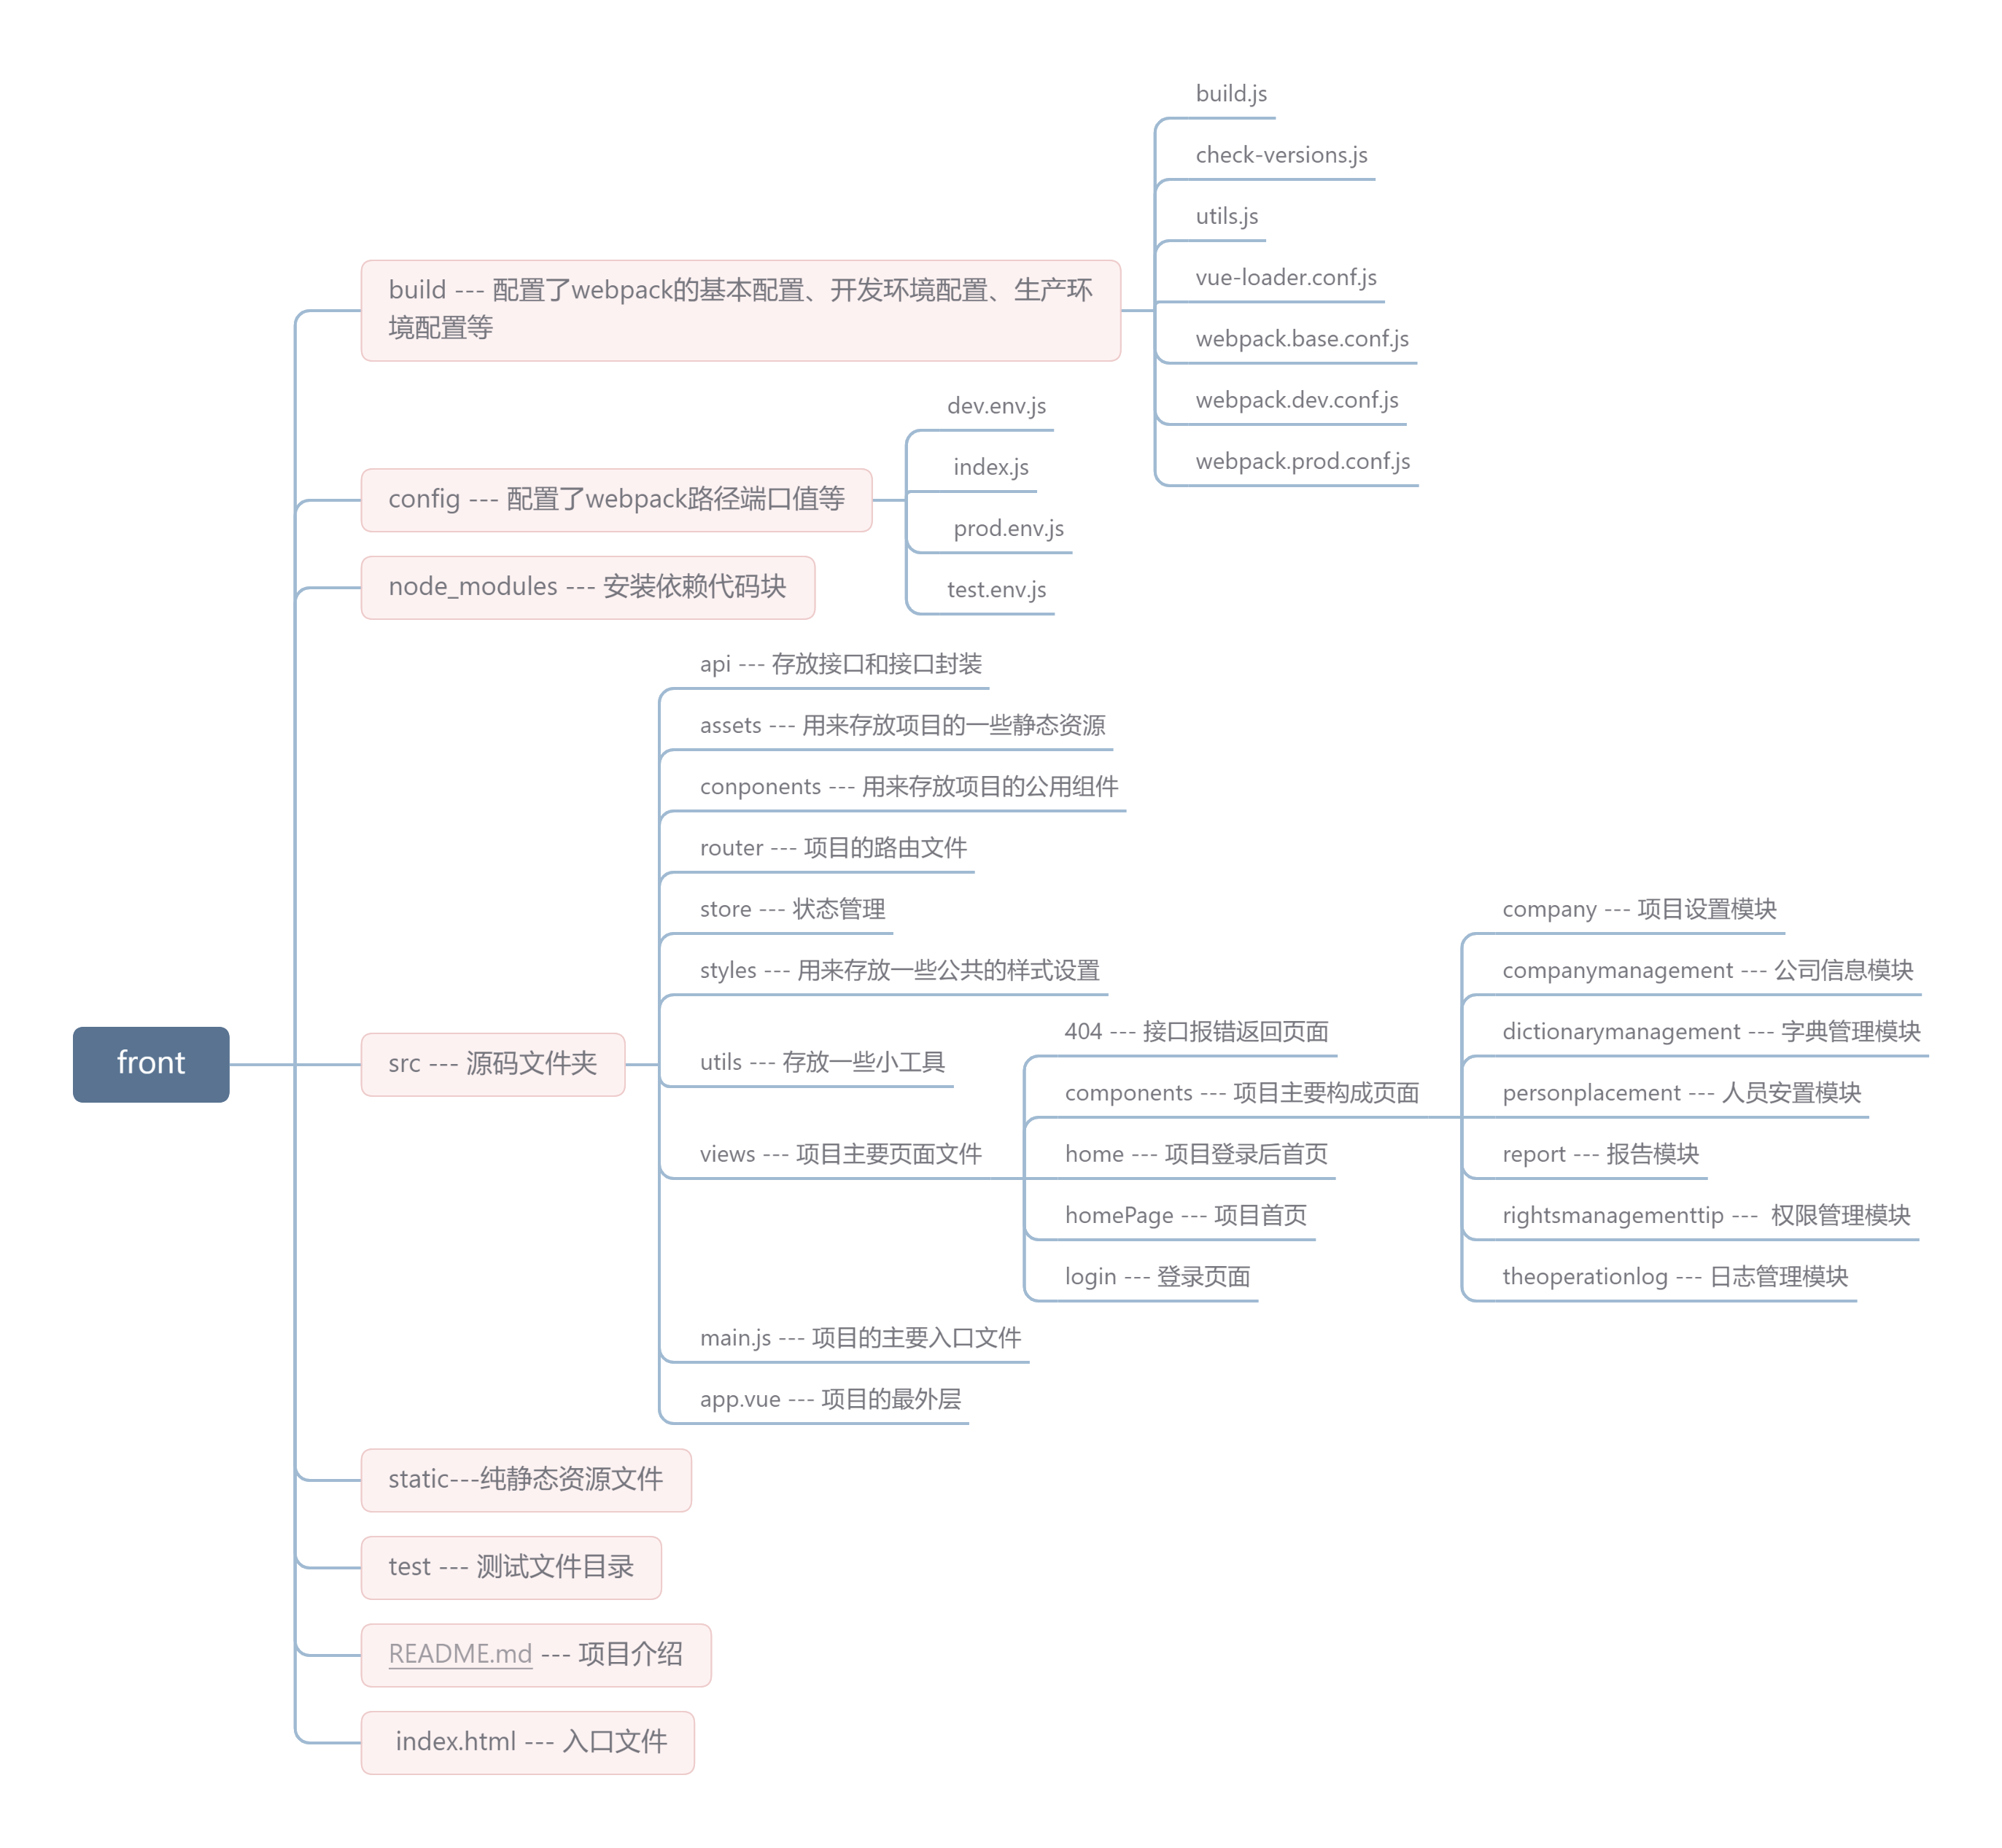 front
build --- 配置了webpack的基本配置、开发环境配置、生产环
境配置等
build.js
check-versions.js
utils.js
vue-loader.conf.js
webpack.base.conf.js
webpack.dev.conf.js
webpack.prod.conf.js
config --- 配置了webpack路径端口值等
dev.env.js
index.js
prod.env.js
test.env.js
node_modules --- 安装依赖代码块
src --- 源码文件夹
api --- 存放接口和接口封装
assets --- 用来存放项目的一些静态资源
conponents --- 用来存放项目的公用组件
router --- 项目的路由文件
store --- 状态管理
styles --- 用来存放一些公共的样式设置
utils --- 存放一些小工具
views --- 项目主要页面文件
404 --- 接口报错返回页面
components --- 项目主要构成页面
company --- 项目设置模块
companymanagement --- 公司信息模块
dictionarymanagement --- 字典管理模块
personplacement --- 人员安置模块
report --- 报告模块
rightsmanagementtip --- 权限管理模块
theoperationlog --- 日志管理模块
home --- 项目登录后首页
homePage --- 项目首页
login --- 登录页面
main.js --- 项目的主要入口文件
app.vue --- 项目的最外层
static---纯静态资源文件
test --- 测试文件目录
README.md --- 项目介绍
index.html --- 入口文件